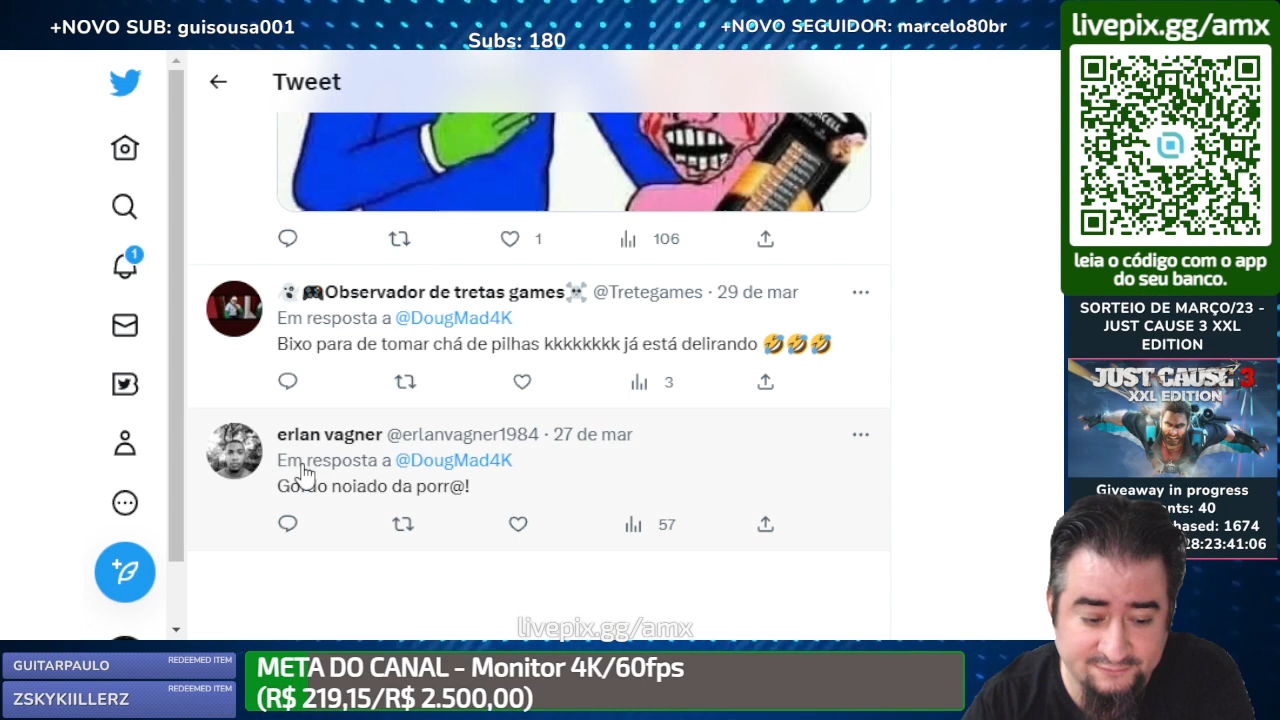 +NOVO SUB: guisousa001
Subs: 180
+NOVO SEGUIDOR: marcelo80br
livepix.gg/amx
leia o código com o app
do seu banco.
Tweet
1
106
Observador de tretas games @Tretegames · 29 de mar
Em resposta a @DougMad4K
Bixo para de tomar chá de pilhas kkkkkkkk já está delirando 🤣🤣🤣
3
1
erlan vagner @erlanvagner1984 · 27 de mar
Em resposta a @DougMad4K
noiado da porr@!
57
SORTEIO DE MARÇO/23 -
JUST CAUSE 3 XXL
EDITION
JUST CAUSE 3
XXL EDITION
Giveaway in progress
40
1674
28:23:41:06
livepix.gg/amx
GUITARPAULO
REDEEMED ITEM
ZSKYKIILLERZ
REDEEMED ITEM
META DO CANAL - Monitor 4K/60fps
(R$ 219,15/R$ 2.500,00)